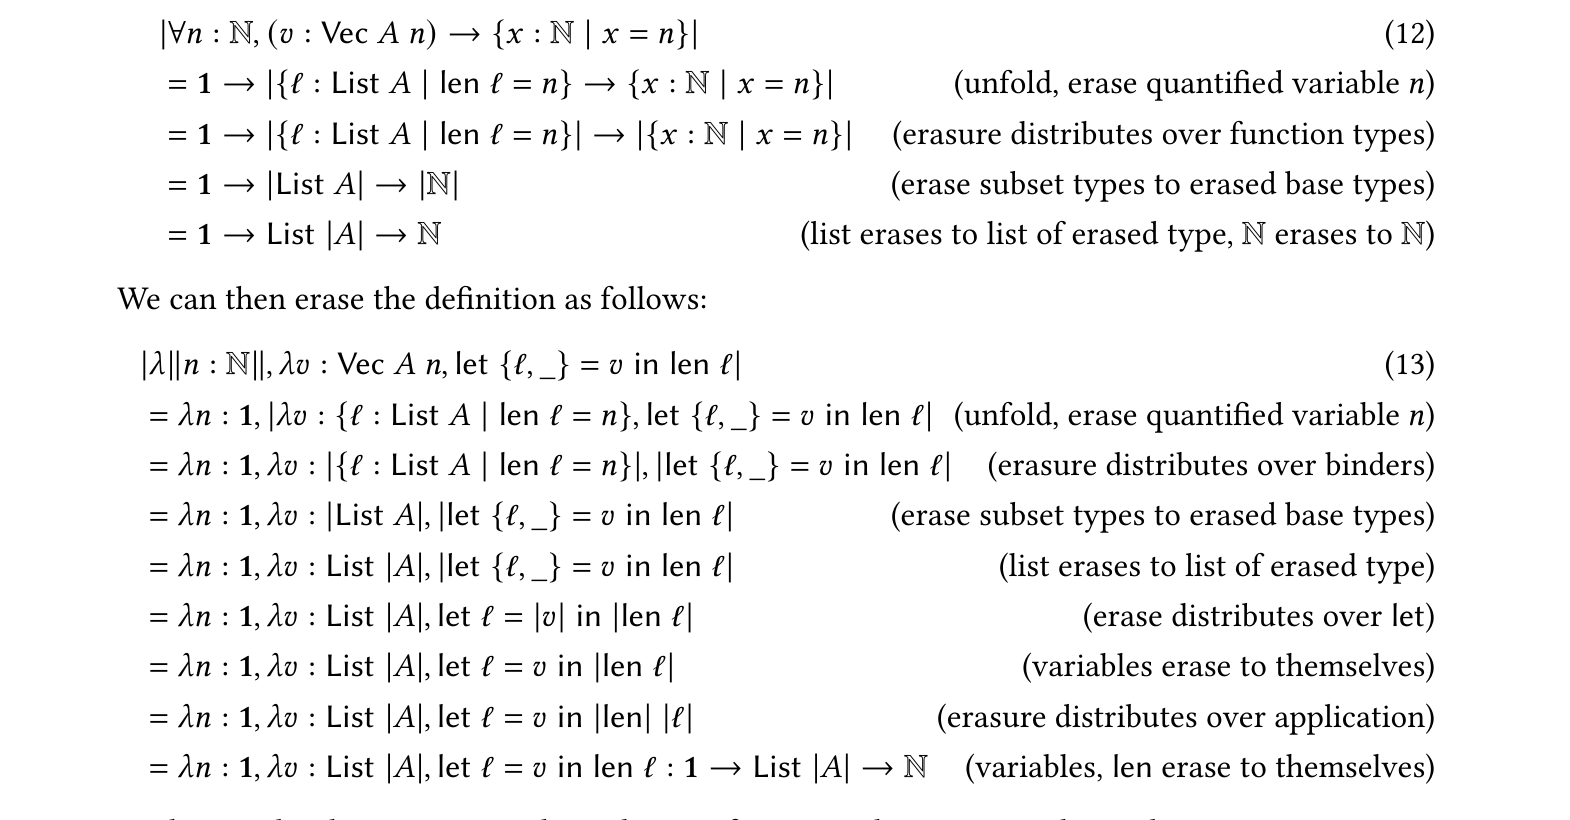 |∀n : ℕ, (v : Vec A n) → {x : ℕ | x = n}| (12)
= 1 → |{ℓ : List A | len ℓ = n} → {x : ℕ | x = n}| (unfold, erase quantified variable n)
= 1 → |{ℓ : List A | len ℓ = n}| → |{x : ℕ | x = n}| (erasure distributes over function types)
= 1 → |List A| → |ℕ| (erase subset types to erased base types)
= 1 → List |A| → ℕ (list erases to list of erased type, ℕ erases to ℕ)
We can then erase the definition as follows:
|λ‖n : ℕ‖, λv : Vec A n, let {ℓ, _} = v in len ℓ| (13)
= λn : 1, |λv : {ℓ : List A | len ℓ = n}, let {ℓ, _} = v in len ℓ| (unfold, erase quantified variable n)
= λn : 1, λv : |{ℓ : List A | len ℓ = n}|, |let {ℓ, _} = v in len ℓ| (erasure distributes over binders)
= λn : 1, λv : |List A|, |let {ℓ, _} = v in len ℓ| (erase subset types to erased base types)
= λn : 1, λv : List |A|, |let {ℓ, _} = v in len ℓ| (list erases to list of erased type)
= λn : 1, λv : List |A|, let ℓ = |v| in |len ℓ| (erase distributes over let)
= λn : 1, λv : List |A|, let ℓ = v in |len ℓ| (variables erase to themselves)
= λn : 1, λv : List |A|, let ℓ = v in |len| |ℓ| (erasure distributes over application)
= λn : 1, λv : List |A|, let ℓ = v in len ℓ : 1 → List |A| → ℕ (variables, len erase to themselves)